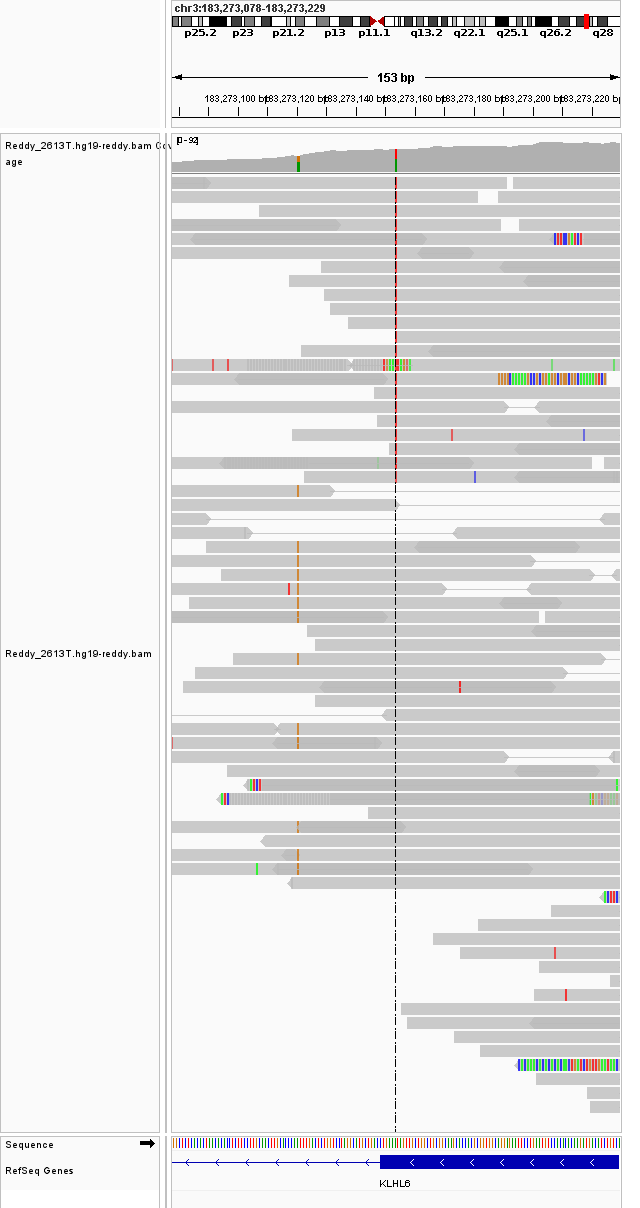 chr3:183,273,078-183,273,229
p25.2 p23 p21.2 p13 p11.1 q13.2 q22.1 q25.1 q26.2 q28
153 bp
183,273,100 bp 183,273,120 bp 183,273,140 bp 183,273,160 bp 183,273,180 bp 183,273,200 bp 183,273,220 bp
[0-92]
Reddy_2613T.hg19-reddy.bam Cov
age
Reddy_2613T.hg19-reddy.bam
Sequence
RefSeq Genes
KLHL6